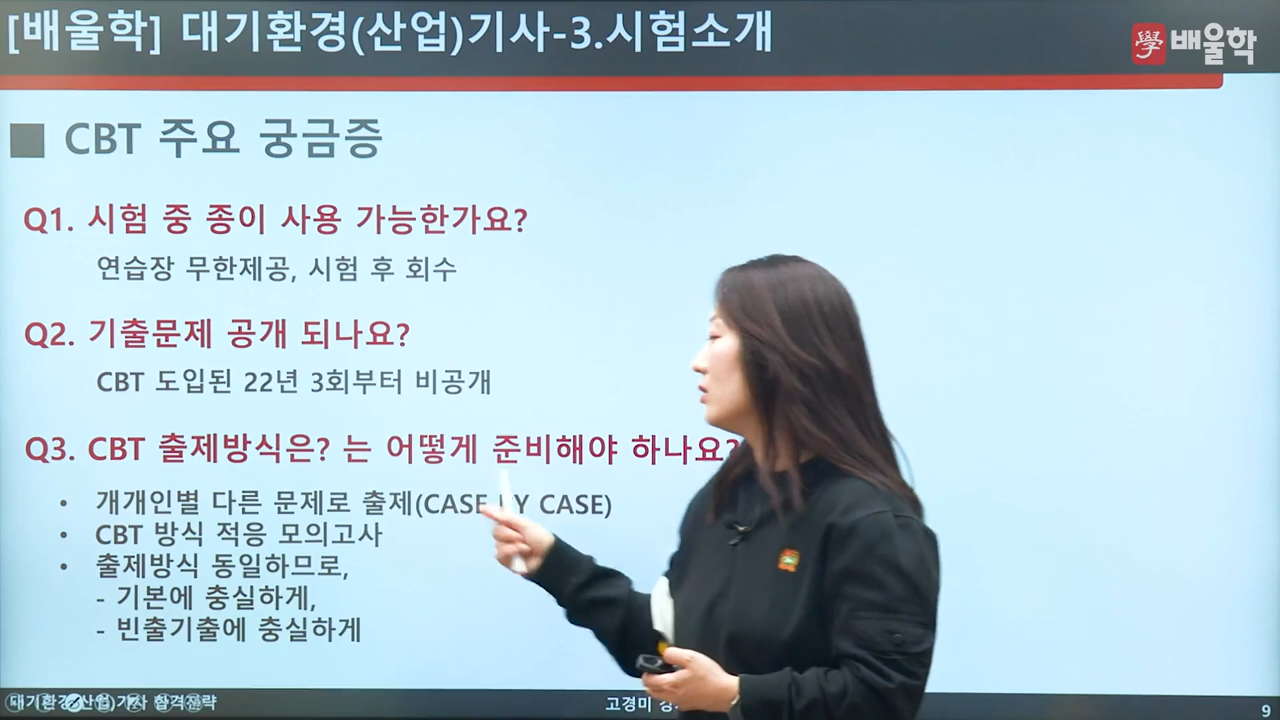 [배울학] 대기환경(산업)기사-3.시험소개
學 배울학
■ CBT 주요 궁금증
Q1. 시험 중 종이 사용 가능한가요?
연습장 무한제공, 시험 후 회수
Q2. 기출문제 공개 되나요?
CBT 도입된 22년 3회부터 비공개
Q3. CBT 출제방식은? 는 어떻게 준비해야 하나요?
• 개개인별 다른 문제로 출제(CASE BY CASE)
• CBT 방식 적응 모의고사
• 출제방식 동일하므로,
- 기본에 충실하게,
- 빈출기출에 충실하게
대기환경(산업)기사 합격전략
고경미
9